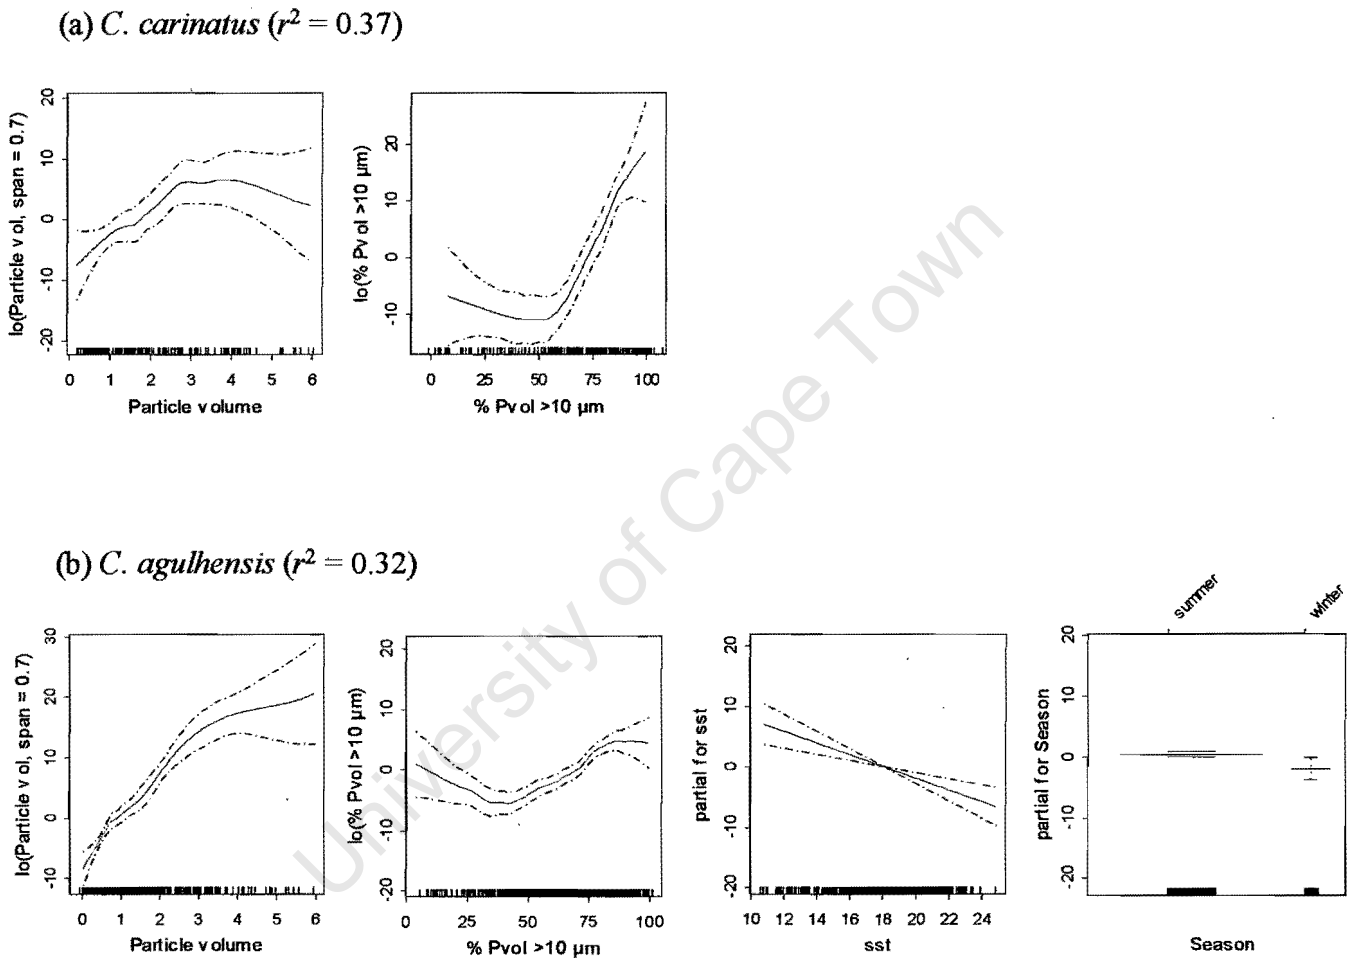 (a) C. carinatus (r² = 0.37)
lo(Particle vol, span = 0.7)
20
10
0
-10
-20
0 1 2 3 4 5 6
Particle volume
lo(% Pvol >10 µm)
20
10
0
-10
0 25 50 75 100
% Pvol >10 µm
(b) C. agulhensis (r² = 0.32)
lo(Particle vol, span = 0.7)
30
20
10
0
-10
0 1 2 3 4 5 6
Particle volume
lo(% Pvol >10 µm)
20
10
0
-10
-20
0 25 50 75 100
% Pvol >10 µm
partial for sst
20
10
0
-10
-20
10 12 14 16 18 20 22 24
sst
summer winter
partial for Season
20
10
0
-10
-20
Season
University of Cape Town